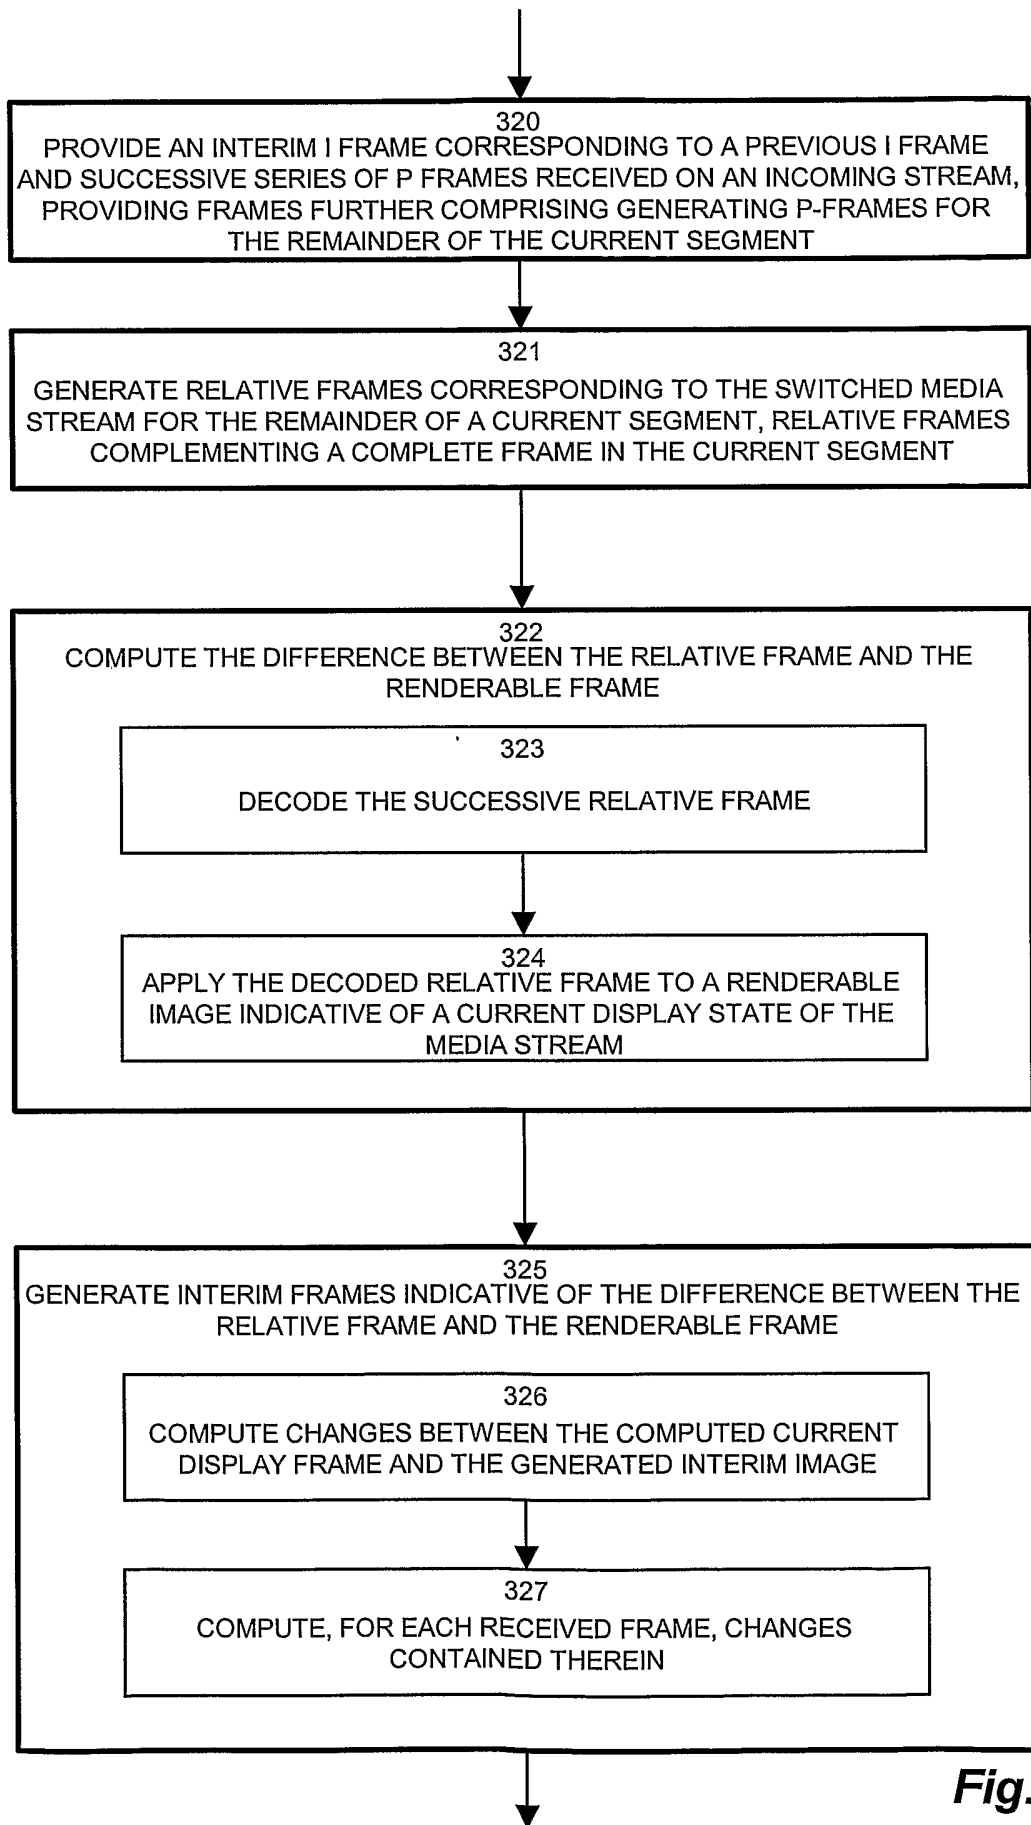 320
PROVIDE AN INTERIM I FRAME CORRESPONDING TO A PREVIOUS I FRAME
AND SUCCESSIVE SERIES OF P FRAMES RECEIVED ON AN INCOMING STREAM,
PROVIDING FRAMES FURTHER COMPRISING GENERATING P-FRAMES FOR
THE REMAINDER OF THE CURRENT SEGMENT
321
GENERATE RELATIVE FRAMES CORRESPONDING TO THE SWITCHED MEDIA
STREAM FOR THE REMAINDER OF A CURRENT SEGMENT, RELATIVE FRAMES
COMPLEMENTING A COMPLETE FRAME IN THE CURRENT SEGMENT
322
COMPUTE THE DIFFERENCE BETWEEN THE RELATIVE FRAME AND THE
RENDERABLE FRAME
323
DECODE THE SUCCESSIVE RELATIVE FRAME
324
APPLY THE DECODED RELATIVE FRAME TO A RENDERABLE
IMAGE INDICATIVE OF A CURRENT DISPLAY STATE OF THE
MEDIA STREAM
325
GENERATE INTERIM FRAMES INDICATIVE OF THE DIFFERENCE BETWEEN THE
RELATIVE FRAME AND THE RENDERABLE FRAME
326
COMPUTE CHANGES BETWEEN THE COMPUTED CURRENT
DISPLAY FRAME AND THE GENERATED INTERIM IMAGE
327
COMPUTE, FOR EACH RECEIVED FRAME, CHANGES
CONTAINED THEREIN
Fig.